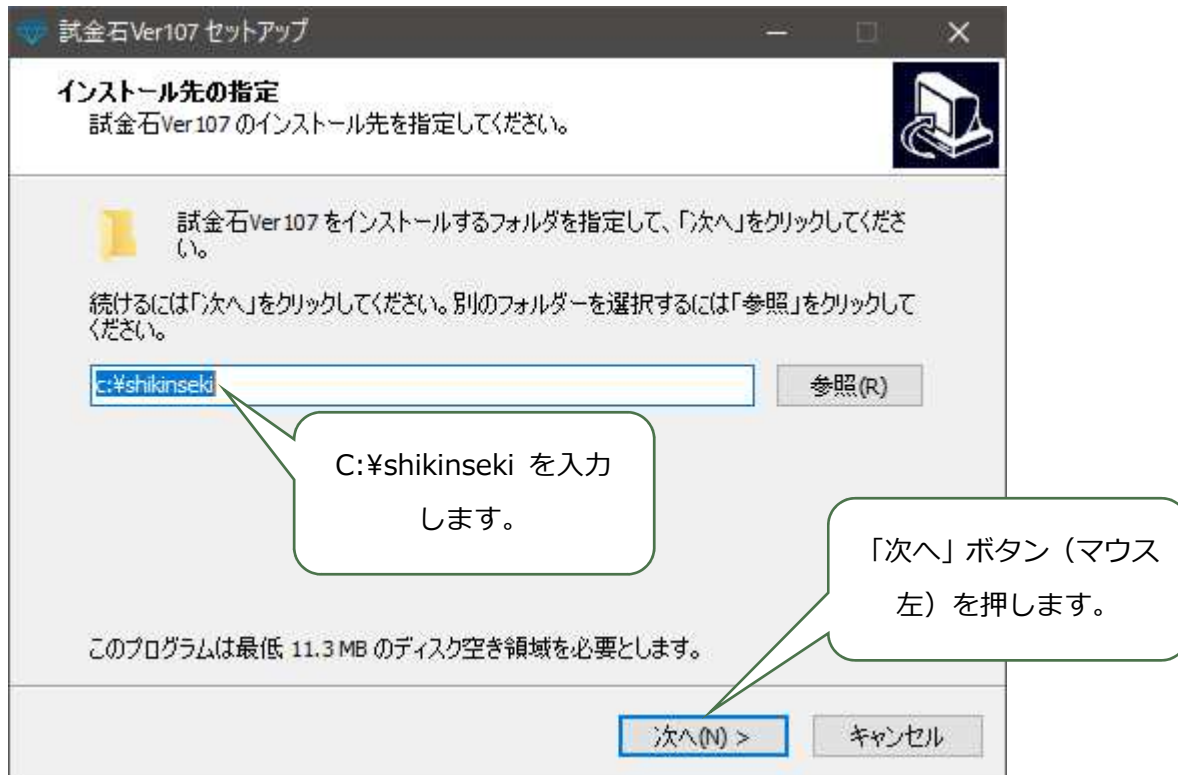 試金石Ver107 セットアップ
インストール先の指定
試金石Ver107 のインストール先を指定してください。
試金石Ver107 をインストールするフォルダを指定して、「次へ」をクリックしてくださ
い。
続けるには「次へ」をクリックしてください。別のフォルダーを選択するには「参照」をクリックして
ください。
c:¥shikinseki
参照(R)
C:¥shikinseki を入力
します。
「次へ」ボタン（マウス
左）を押します。
このプログラムは最低 11.3 MB のディスク空き領域を必要とします。
次へ(N) >
キャンセル